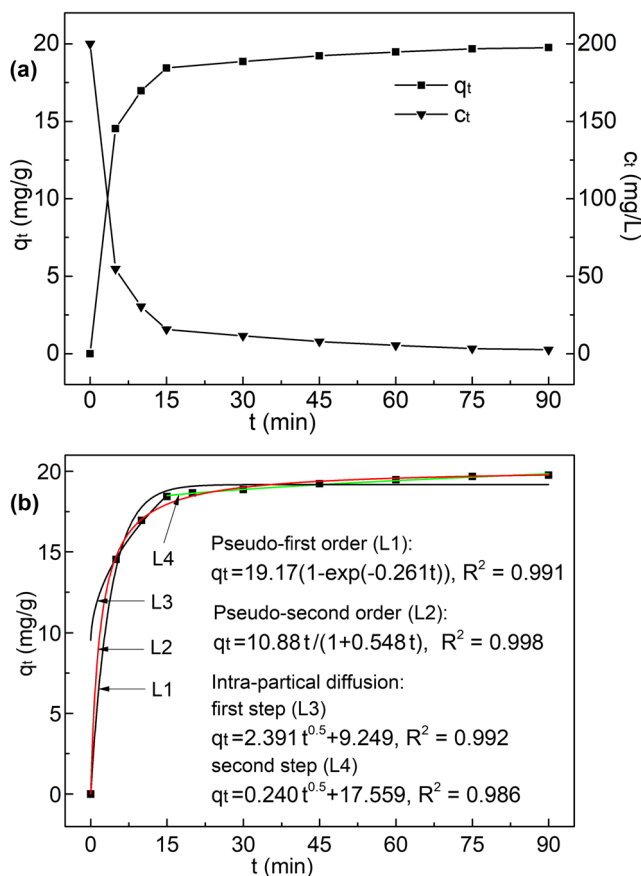 (a)
qt (mg/g)
20
15
10
5
0
qt
ct
200
150
100
50
0
ct (mg/L)
0 15 30 45 60 75 90
t (min)
(b)
qt (mg/g)
20
15
10
5
0
L4
L3
L2
L1
Pseudo-first order (L1):
qt=19.17(1-exp(-0.261t)), R² = 0.991
Pseudo-second order (L2):
qt=10.88t/(1+0.548t), R² = 0.998
Intra-partical diffusion:
first step (L3)
qt=2.391t⁰·⁵+9.249, R² = 0.992
second step (L4)
qt=0.240t⁰·⁵+17.559, R² = 0.986
0 15 30 45 60 75 90
t (min)